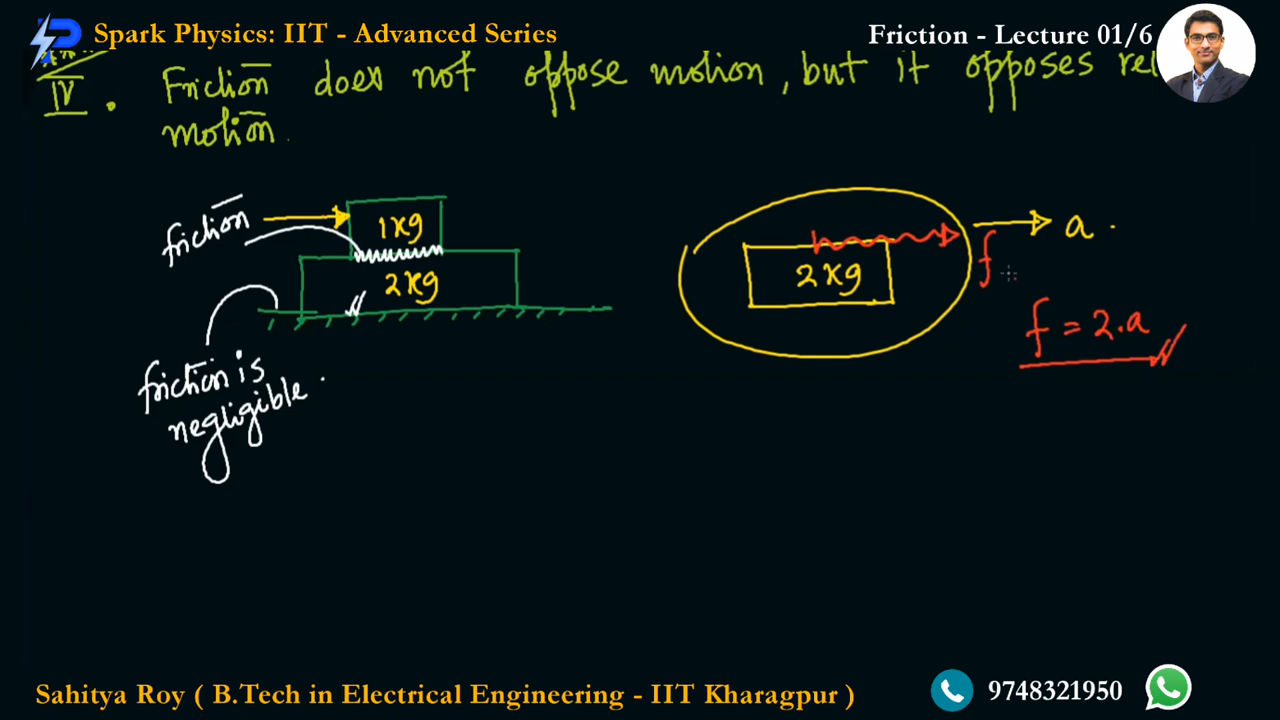 Spark Physics: IIT - Advanced Series
Friction - Lecture 01/6
IV. Friction does not oppose motion, but it opposes rel
motion.
friction
1kg
2kg
friction is
negligible.
2kg
a.
f
f = 2.a
Sahitya Roy ( B.Tech in Electrical Engineering - IIT Kharagpur )
9748321950